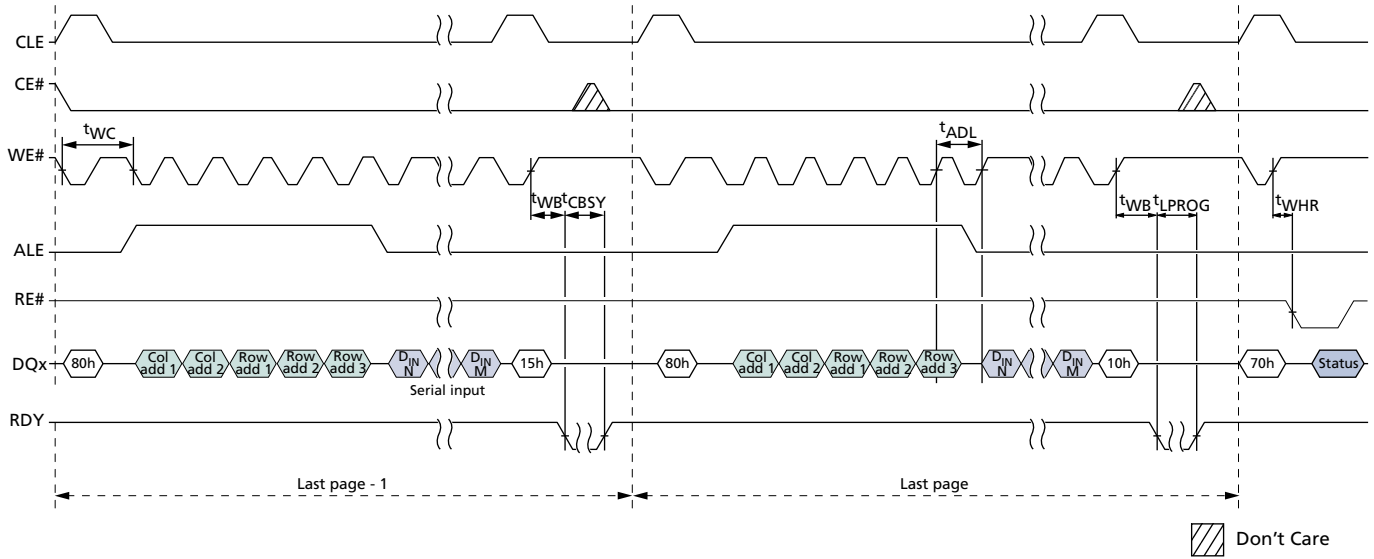 CLE
CE#
tWC
tADL
WE#
tWB tCBSY
tWB tLPROG
tWHR
ALE
RE#
DQx
80h
Col add 1
Col add 2
Row add 1
Row add 2
Row add 3
DIN N
DIN M
15h
80h
Col add 1
Col add 2
Row add 1
Row add 2
Row add 3
DIN N
DIN M
10h
70h
Status
Serial input
RDY
Last page - 1
Last page
Don't Care